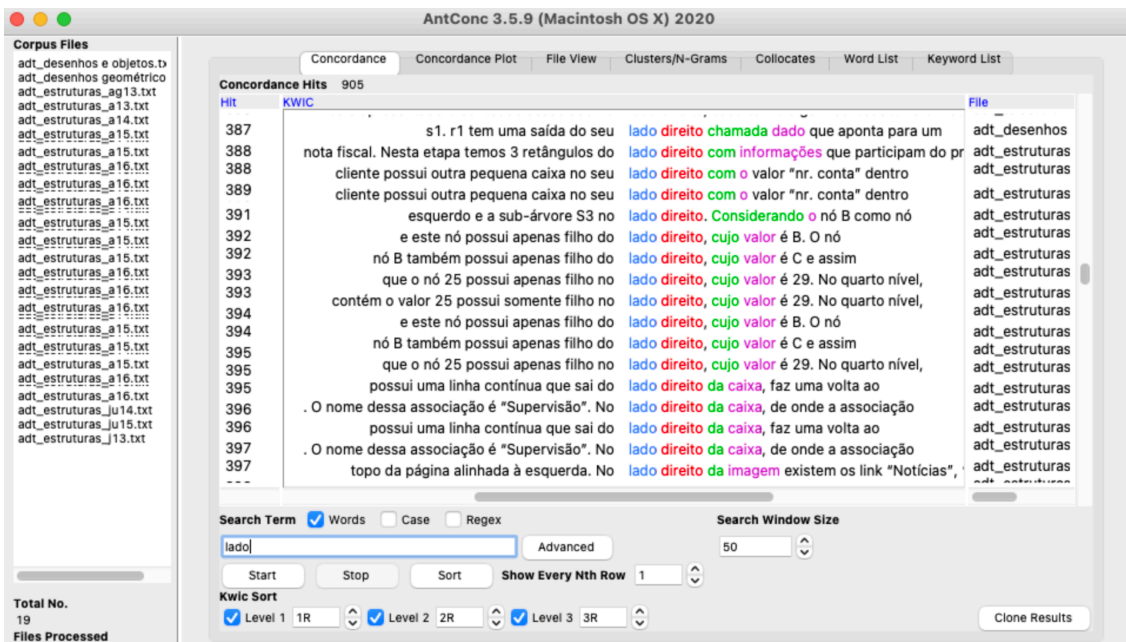 AntConc 3.5.9 (Macintosh OS X) 2020
Corpus Files
adt_desenhos e objetos.tx
adt_desenhos geométrico
adt_estruturas_ag13.txt
adt_estruturas_a13.txt
adt_estruturas_a14.txt
adt_estruturas_a15.txt
adt_estruturas_a15.txt
adt_estruturas_a16.txt
adt_estruturas_a16.txt
adt_estruturas_a16.txt
adt_estruturas_a15.txt
adt_estruturas_a15.txt
adt_estruturas_a15.txt
adt_estruturas_a16.txt
adt_estruturas_a16.txt
adt_estruturas_a16.txt
adt_estruturas_a15.txt
adt_estruturas_a15.txt
adt_estruturas_a15.txt
adt_estruturas_a16.txt
adt_estruturas_a16.txt
adt_estruturas_ju14.txt
adt_estruturas_ju15.txt
adt_estruturas_j13.txt
Total No.
19
Files Processed
Concordance Concordance Plot File View Clusters/N-Grams Collocates Word List Keyword List
Concordance Hits 905
Hit KWIC File
387 s1. r1 tem uma saída do seu lado direito chamada dado que aponta para um adt_desenhos
388 nota fiscal. Nesta etapa temos 3 retângulos do lado direito com informações que participam do pr adt_estruturas
388 cliente possui outra pequena caixa no seu lado direito com o valor "nr. conta" dentro adt_estruturas
389 cliente possui outra pequena caixa no seu lado direito com o valor "nr. conta" dentro adt_estruturas
391 esquerdo e a sub-árvore S3 no lado direito. Considerando o nó B como nó adt_estruturas
392 e este nó possui apenas filho do lado direito, cujo valor é B. O nó adt_estruturas
392 nó B também possui apenas filho do lado direito, cujo valor é C e assim adt_estruturas
393 que o nó 25 possui apenas filho no lado direito, cujo valor é 29. No quarto nível, adt_estruturas
393 contém o valor 25 possui somente filho no lado direito, cujo valor é 29. No quarto nível, adt_estruturas
394 e este nó possui apenas filho do lado direito, cujo valor é B. O nó adt_estruturas
394 nó B também possui apenas filho do lado direito, cujo valor é C e assim adt_estruturas
395 que o nó 25 possui apenas filho no lado direito, cujo valor é 29. No quarto nível, adt_estruturas
395 possui uma linha contínua que sai do lado direito da caixa, faz uma volta ao adt_estruturas
396 . O nome dessa associação é “Supervisão”. No lado direito da caixa, de onde a associação adt_estruturas
396 possui uma linha contínua que sai do lado direito da caixa, faz uma volta ao adt_estruturas
397 . O nome dessa associação é “Supervisão”. No lado direito da caixa, de onde a associação adt_estruturas
397 topo da página alinhada à esquerda. No lado direito da imagem existem os link “Notícias”, adt_estruturas
Search Term Words Case Regex Search Window Size
lado Advanced 50
Start Stop Sort Show Every Nth Row 1
Kwic Sort
Level 1 1R Level 2 2R Level 3 3R Clone Results